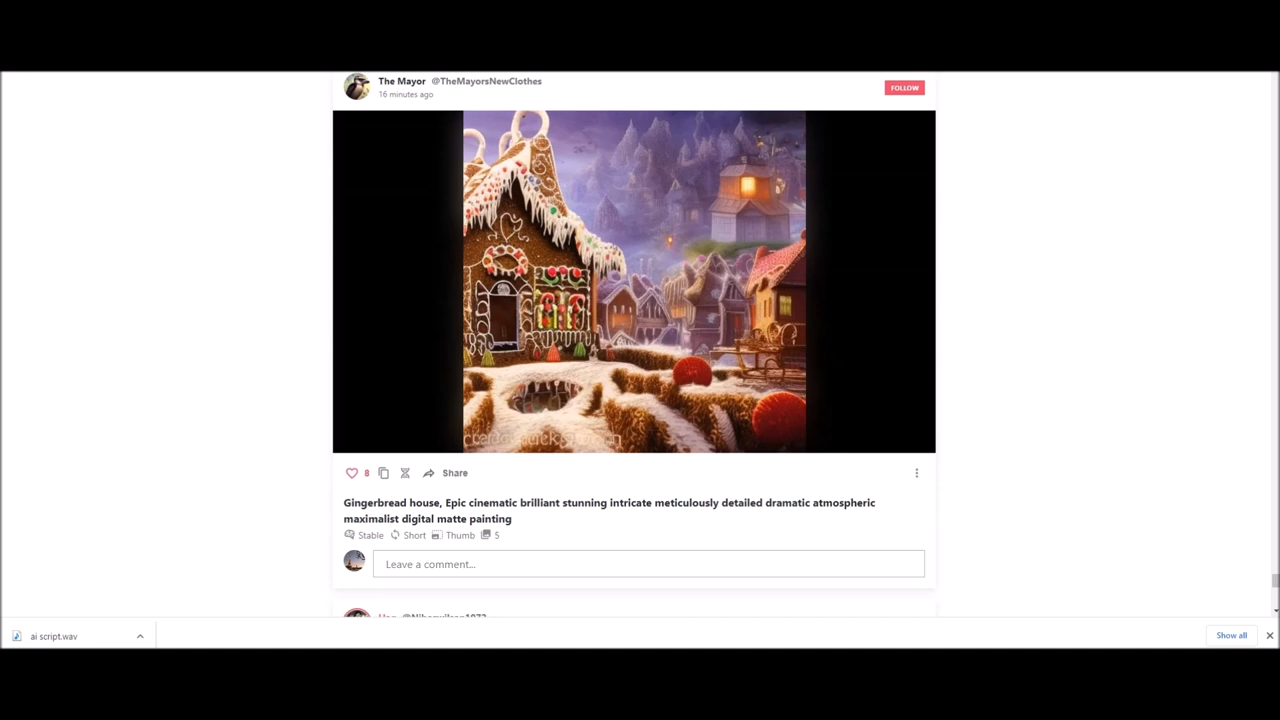 The Mayor @TheMayorsNewClothes
16 minutes ago
FOLLOW
8 Share
Gingerbread house, Epic cinematic brilliant stunning intricate meticulously detailed dramatic atmospheric
maximalist digital matte painting
Stable Short Thumb 5
Leave a comment...
ai script.wav
Show all